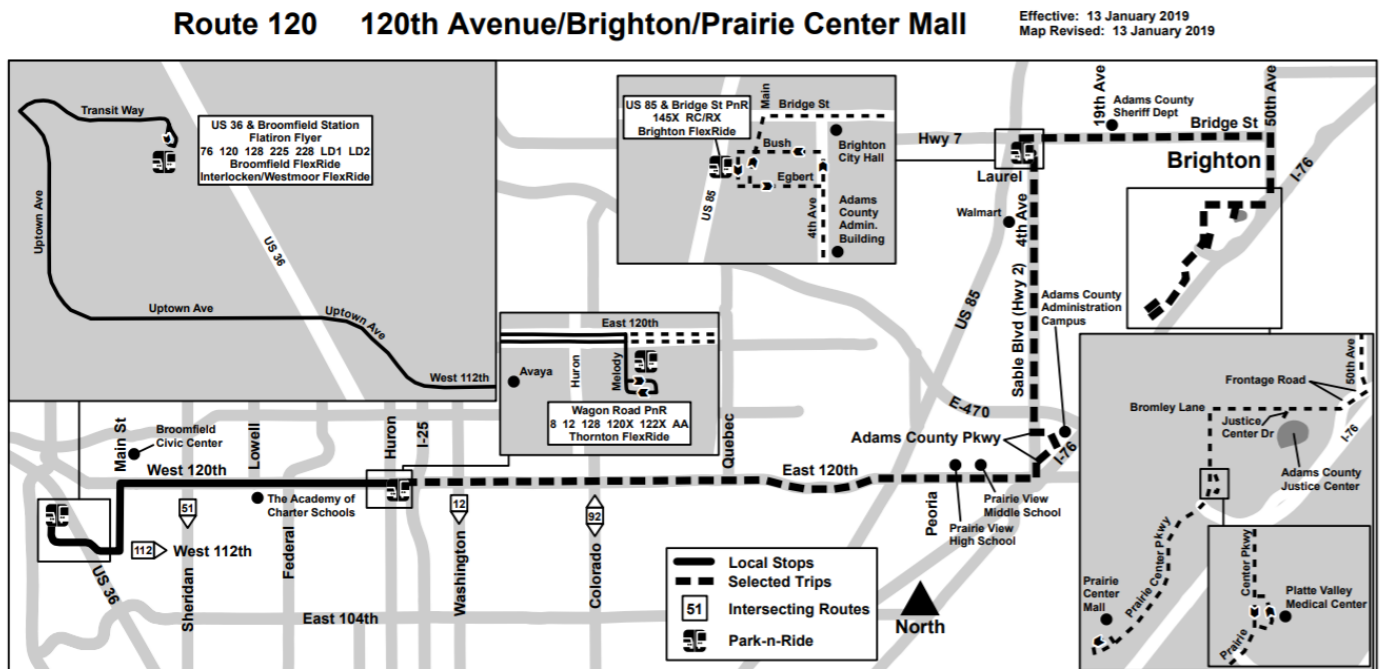 Route 120 120th Avenue/Brighton/Prairie Center Mall
Effective: 13 January 2019
Map Revised: 13 January 2019
Transit Way
US 36 & Broomfield Station
Flatiron Flyer
76 120 128 225 228 LD1 LD2
Broomfield FlexRide
Interlocken/Westmoor FlexRide
Uptown Ave
US 36
Uptown Ave
Uptown Ave
West 112th
US 85 & Bridge St PnR
145X RC/RX
Brighton FlexRide
Main
Bridge St
Bush
Egbert
US 85
4th Ave
Brighton
City Hall
Adams
County
Admin.
Building
Hwy 7
Laurel
19th Ave
Adams County
Sheriff Dept
Bridge St
50th Ave
Brighton
I-76
Walmart
4th Ave
Sable Blvd (Hwy 2)
US 85
Adams County
Administration
Campus
E-470
Adams County Pkwy
I-76
East 120th
Avaya
Huron
Melody
Wagon Road PnR
8 12 128 120X 122X AA
Thornton FlexRide
Main St
Broomfield
Civic Center
West 120th
Lowell
Huron
I-25
Quebec
East 120th
51
The Academy of
Charter Schools
12
92
Peoria
Prairie View
Middle School
Prairie View
High School
112
West 112th
US 36
Sheridan
Federal
Washington
Colorado
East 104th
Local Stops
Selected Trips
51
Intersecting Routes
Park-n-Ride
North
50th Ave
Frontage Road
Bromley Lane
Justice
Center Dr
I-76
Adams County
Justice Center
Prairie Center Pkwy
Prairie
Center
Mall
Center Pkwy
Platte Valley
Medical Center
Prairie